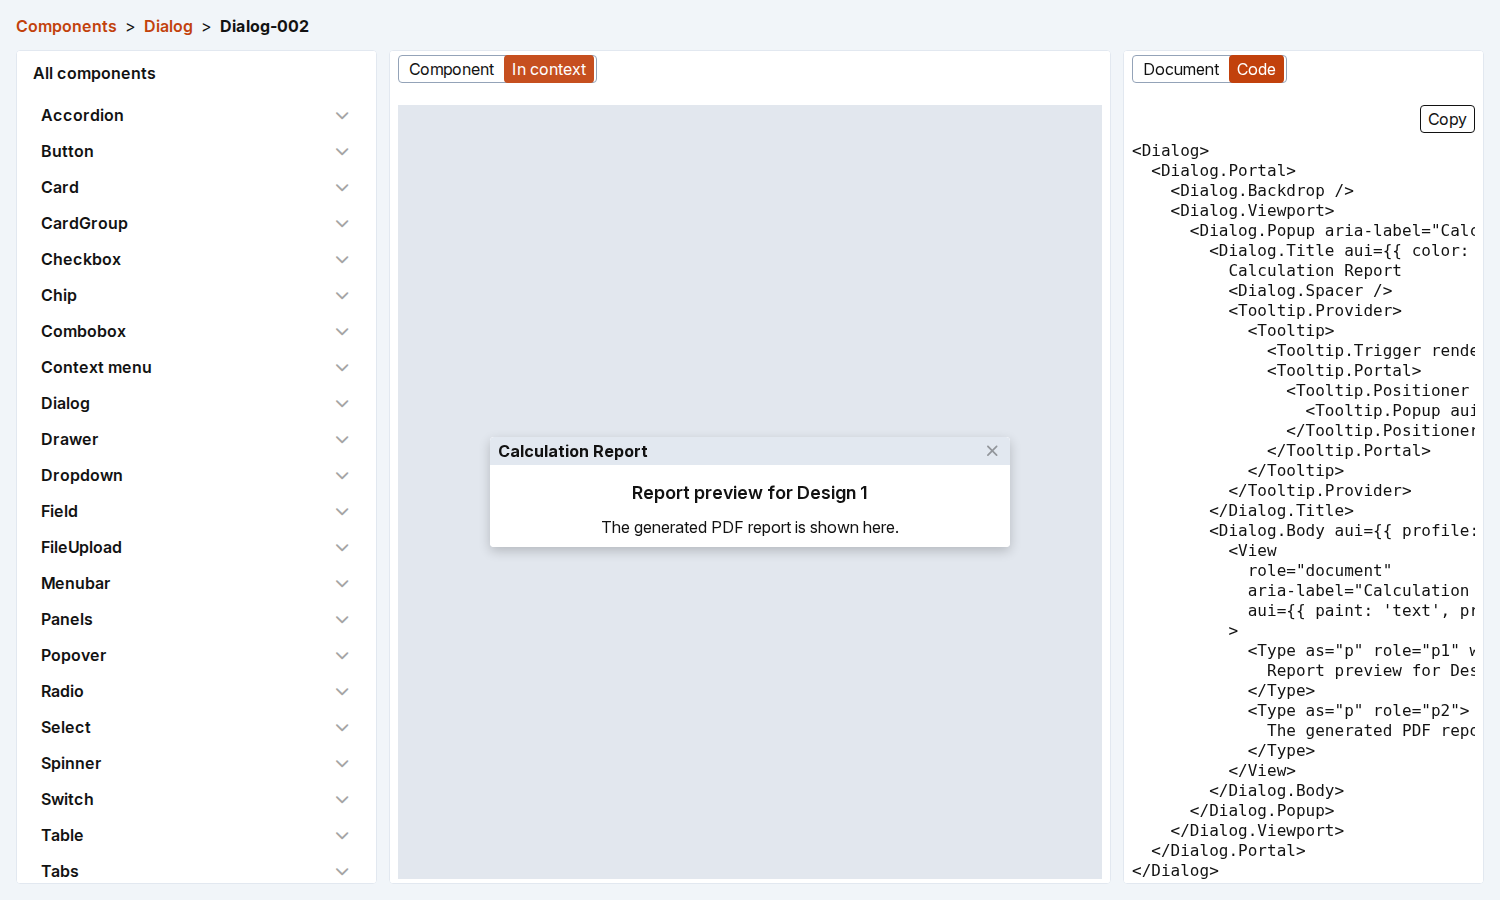 Components > Dialog > Dialog-002
All components
Accordion
Button
Card
CardGroup
Checkbox
Chip
Combobox
Context menu
Dialog
Drawer
Dropdown
Field
FileUpload
Menubar
Panels
Popover
Radio
Select
Spinner
Switch
Table
Tabs
Component In context
Calculation Report
Report preview for Design 1
The generated PDF report is shown here.
Document Code
Copy
<Dialog>
  <Dialog.Portal>
    <Dialog.Backdrop />
    <Dialog.Viewport>
      <Dialog.Popup aria-label="Calc
        <Dialog.Title aui={{ color:
          Calculation Report
          <Dialog.Spacer />
          <Tooltip.Provider>
            <Tooltip>
              <Tooltip.Trigger rende
              <Tooltip.Portal>
                <Tooltip.Positioner
                  <Tooltip.Popup aui
                </Tooltip.Positioner
              </Tooltip.Portal>
            </Tooltip>
          </Tooltip.Provider>
        </Dialog.Title>
        <Dialog.Body aui={{ profile:
          <View
            role="document"
            aria-label="Calculation
            aui={{ paint: 'text', pr
          >
            <Type as="p" role="p1" w
              Report preview for Des
            </Type>
            <Type as="p" role="p2">
              The generated PDF repo
            </Type>
          </View>
        </Dialog.Body>
      </Dialog.Popup>
    </Dialog.Viewport>
  </Dialog.Portal>
</Dialog>